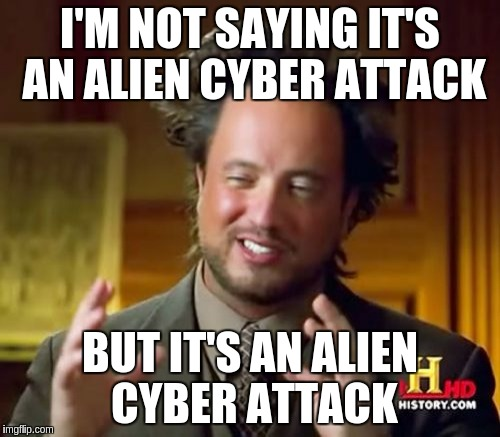 I'M NOT SAYING IT'S
AN ALIEN CYBER ATTACK
BUT IT'S AN ALIEN
CYBER ATTACK
H HD
HISTORY.COM
imgflip.com